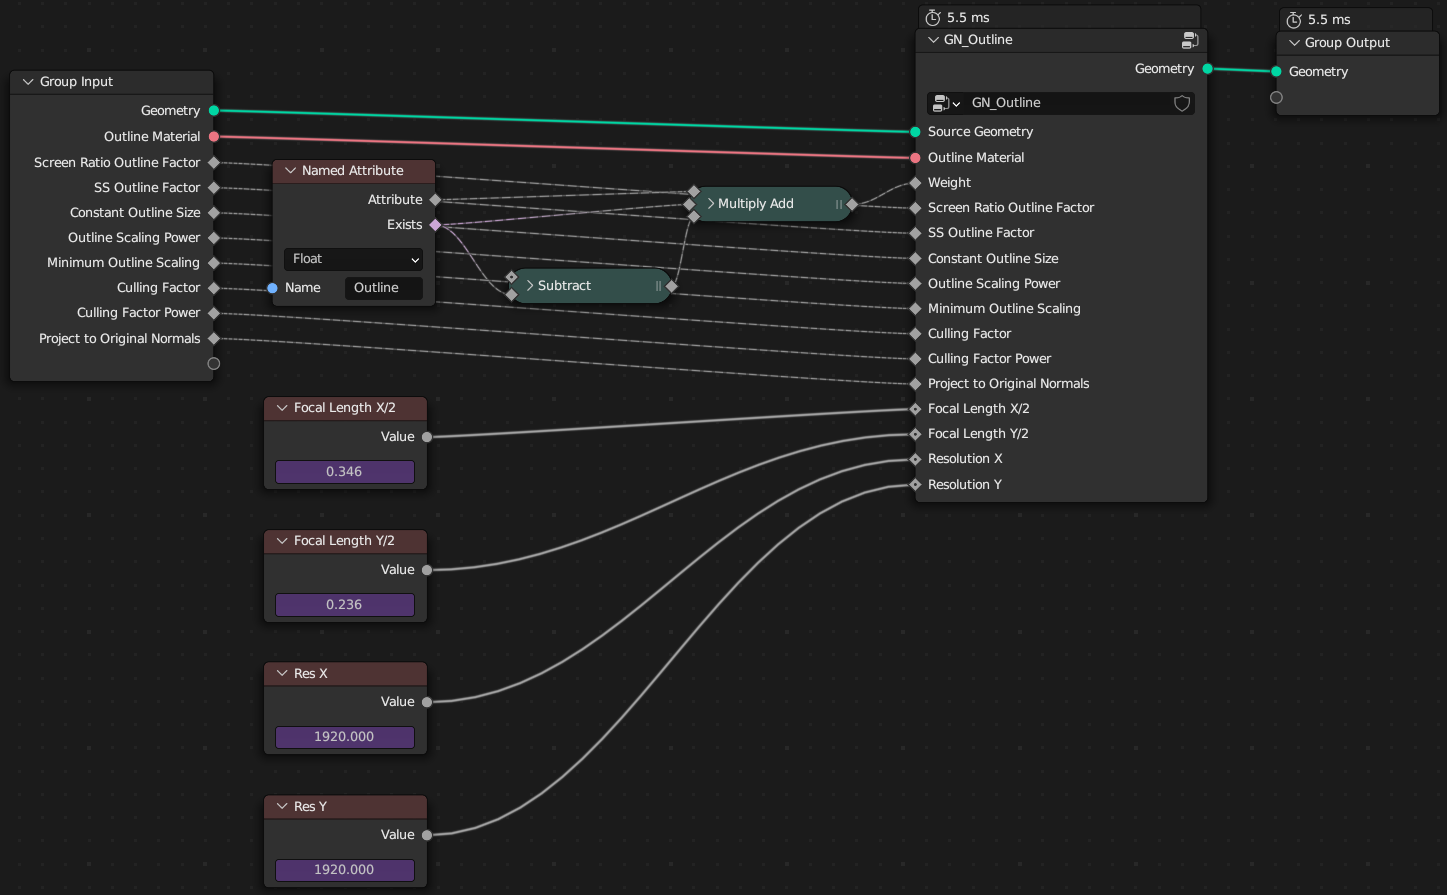 Group Input
Geometry
Outline Material
Screen Ratio Outline Factor
SS Outline Factor
Constant Outline Size
Outline Scaling Power
Minimum Outline Scaling
Culling Factor
Culling Factor Power
Project to Original Normals
Named Attribute
Attribute
Exists
Float
Name Outline
Multiply Add
Subtract
Focal Length X/2
Value
0.346
Focal Length Y/2
Value
0.236
Res X
Value
1920.000
Res Y
Value
1920.000
5.5 ms
GN_Outline
Geometry
GN_Outline
Source Geometry
Outline Material
Weight
Screen Ratio Outline Factor
SS Outline Factor
Constant Outline Size
Outline Scaling Power
Minimum Outline Scaling
Culling Factor
Culling Factor Power
Project to Original Normals
Focal Length X/2
Focal Length Y/2
Resolution X
Resolution Y
5.5 ms
Group Output
Geometry